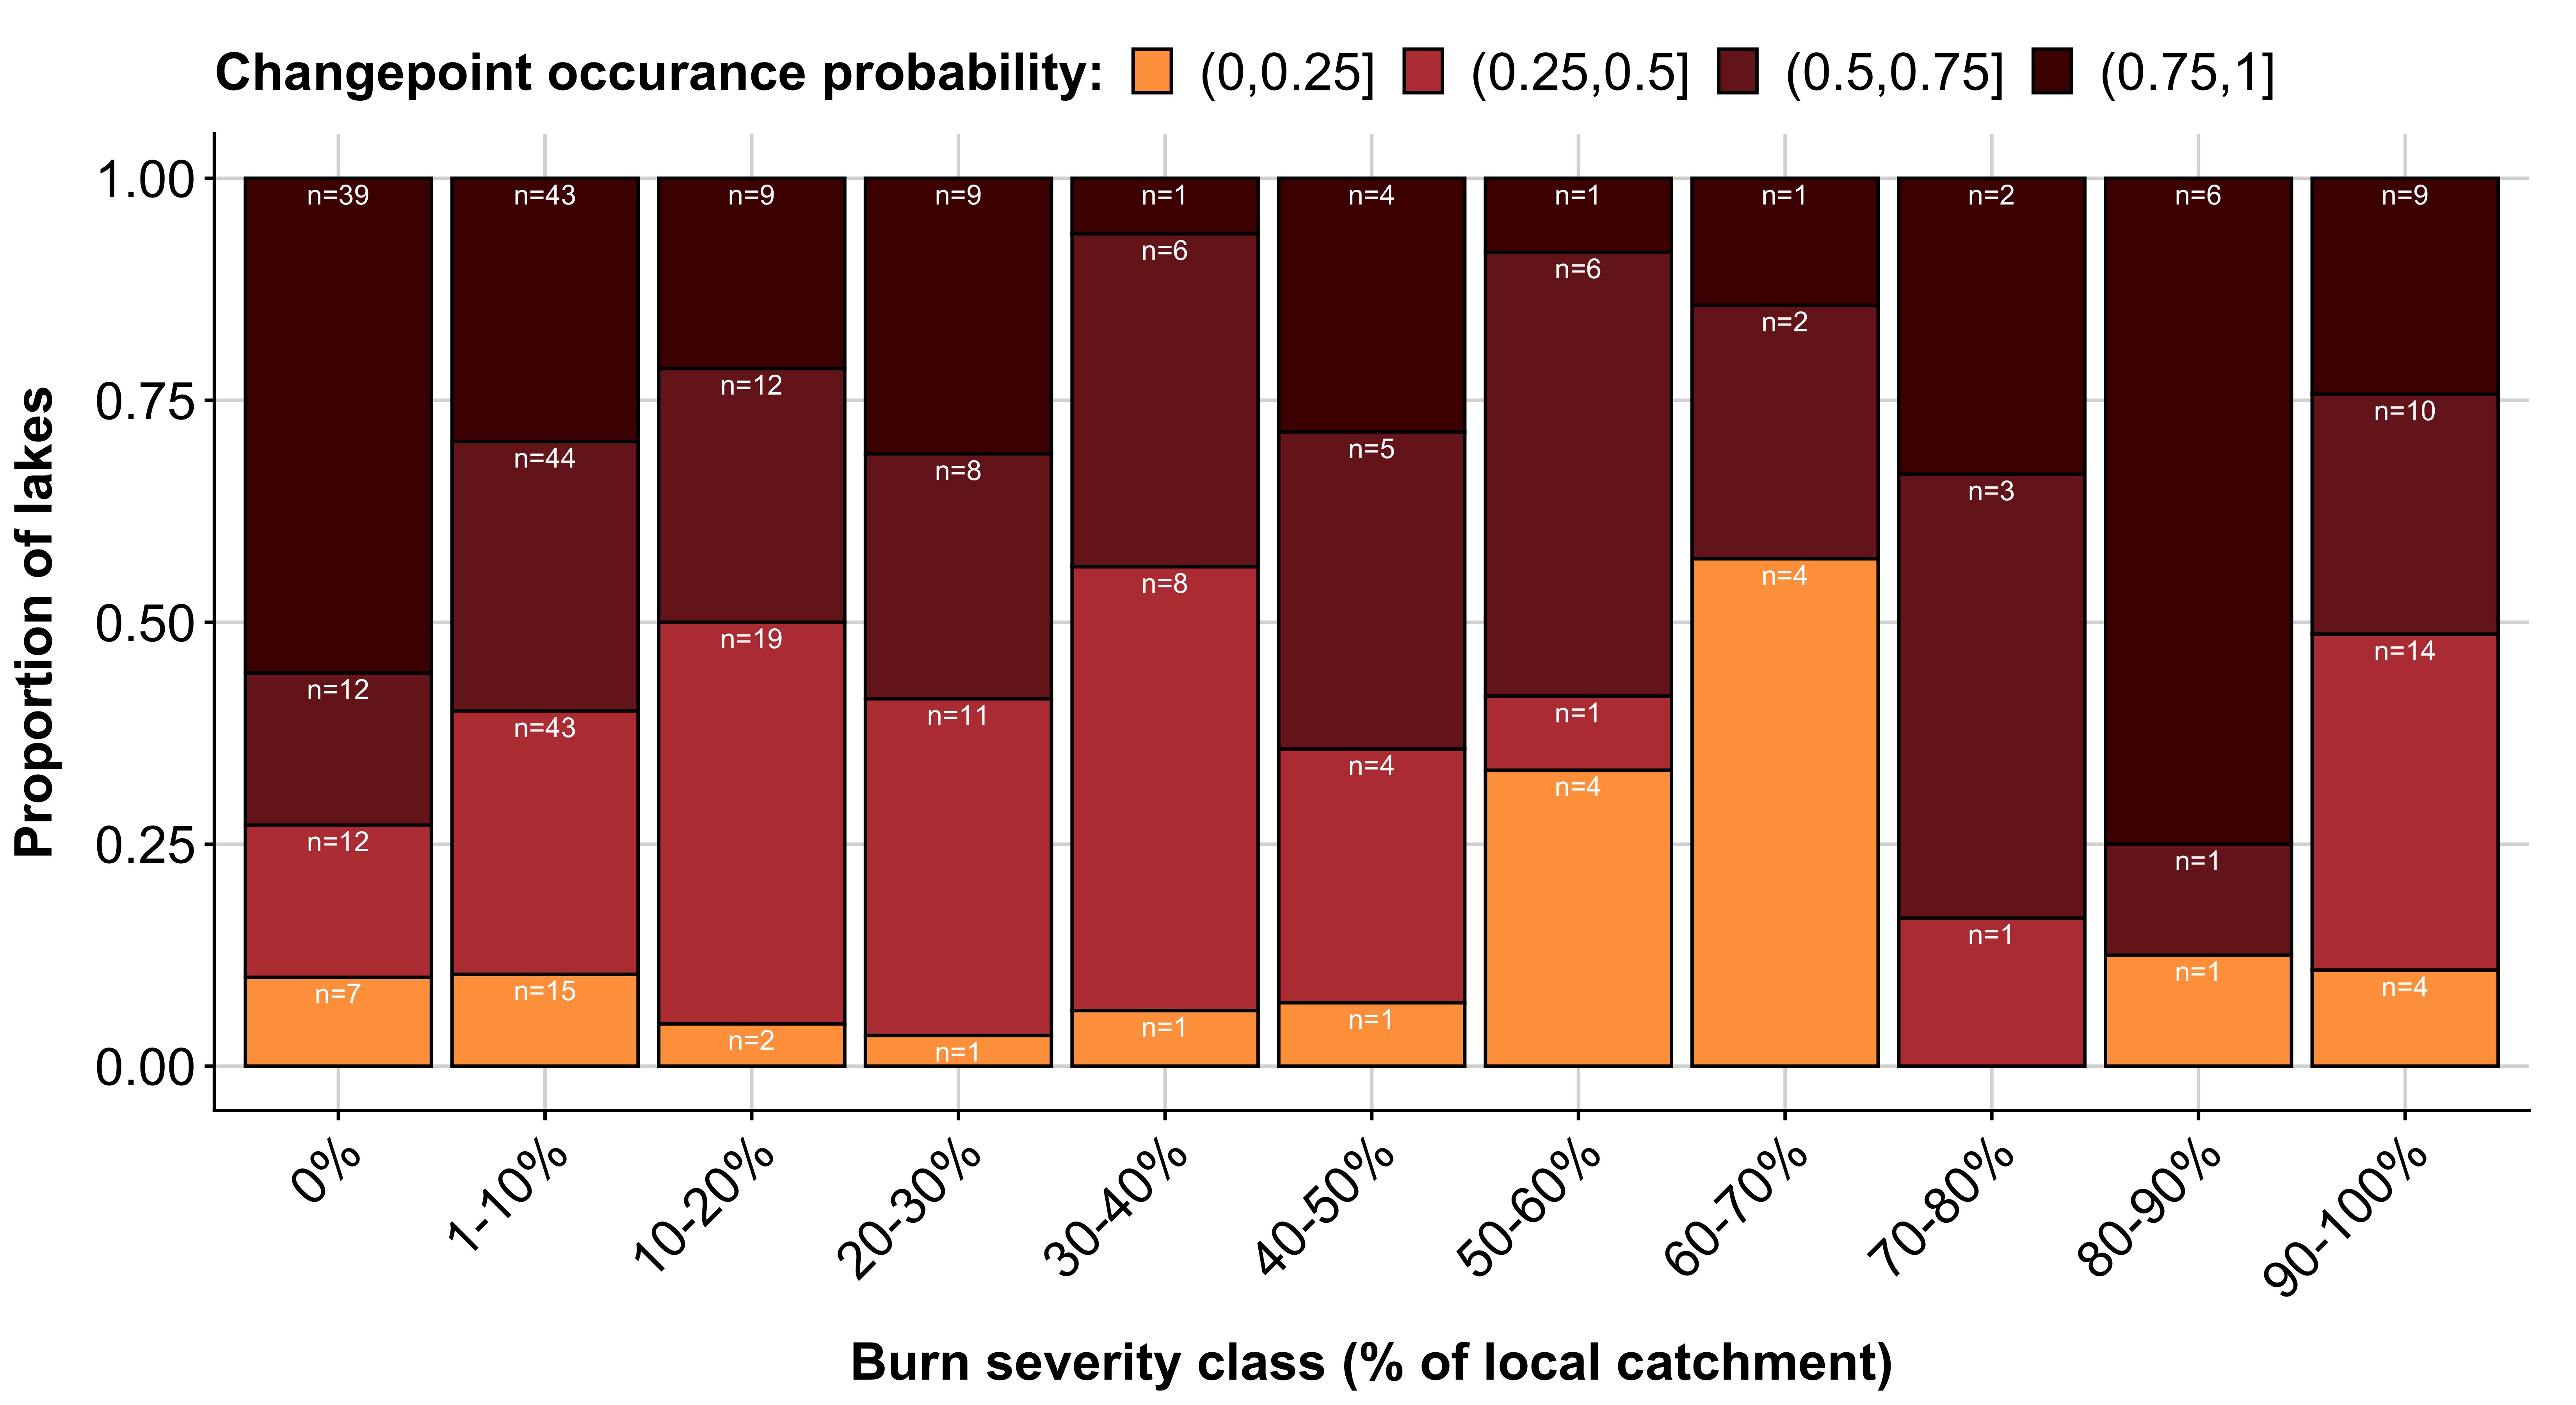 Changepoint occurance probability: (0,0.25] (0.25,0.5] (0.5,0.75] (0.75,1]
Proportion of lakes
1.00
0.75
0.50
0.25
0.00
n=39 n=43 n=9 n=9 n=1 n=4 n=1 n=1 n=2 n=6 n=9
n=12 n=44 n=12 n=8 n=6 n=5 n=6 n=2 n=3 n=1 n=10
n=12 n=43 n=19 n=11 n=8 n=4 n=1 n=1 n=14
n=7 n=15 n=2 n=1 n=1 n=1 n=4 n=4 n=1 n=4
0% 1-10% 10-20% 20-30% 30-40% 40-50% 50-60% 60-70% 70-80% 80-90% 90-100%
Burn severity class (% of local catchment)